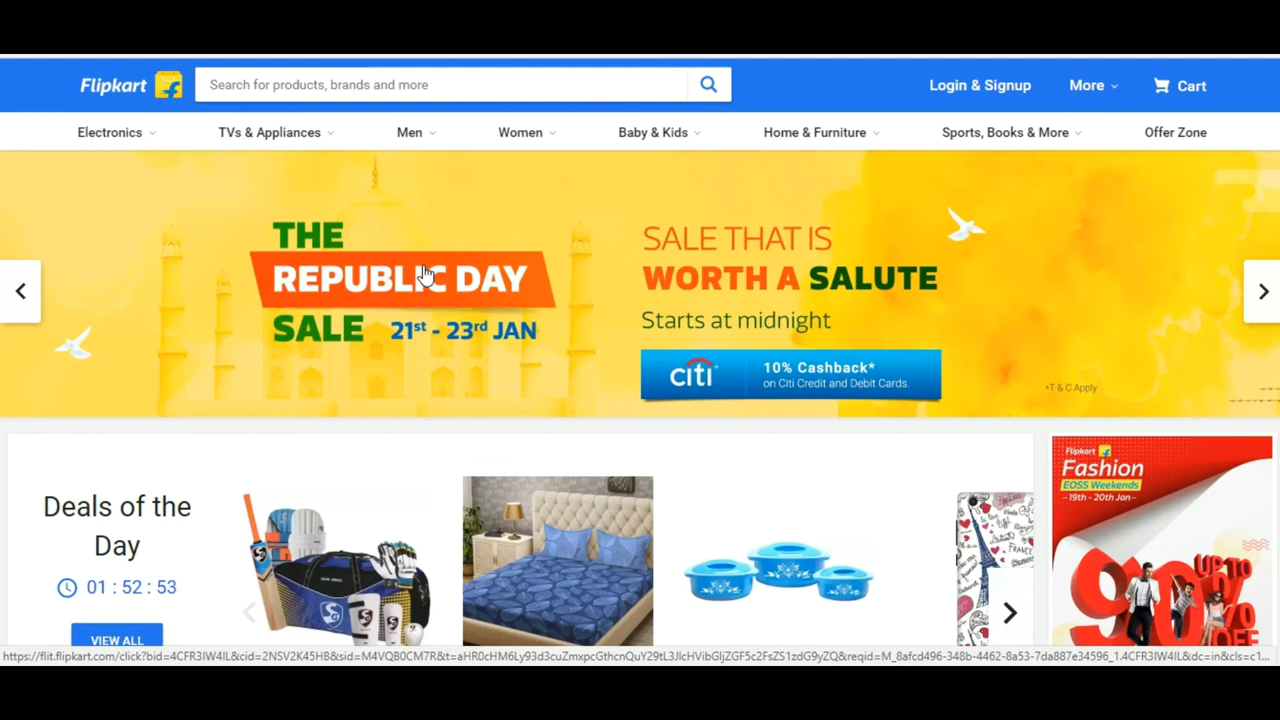 Flipkart
Search for products, brands and more
Login & Signup
More
Cart
Electronics
TVs & Appliances
Men
Women
Baby & Kids
Home & Furniture
Sports, Books & More
Offer Zone
THE
REPUBLIC DAY
SALE 21st - 23rd JAN
SALE THAT IS
WORTH A SALUTE
Starts at midnight
citi
10% Cashback*
on Citi Credit and Debit Cards.
*T & C Apply
Deals of the
Day
01 : 52 : 53
VIEW ALL
SG
Flipkart
Fashion
EOSS Weekends
-19th - 20th Jan-
UP TO
90%
OFF